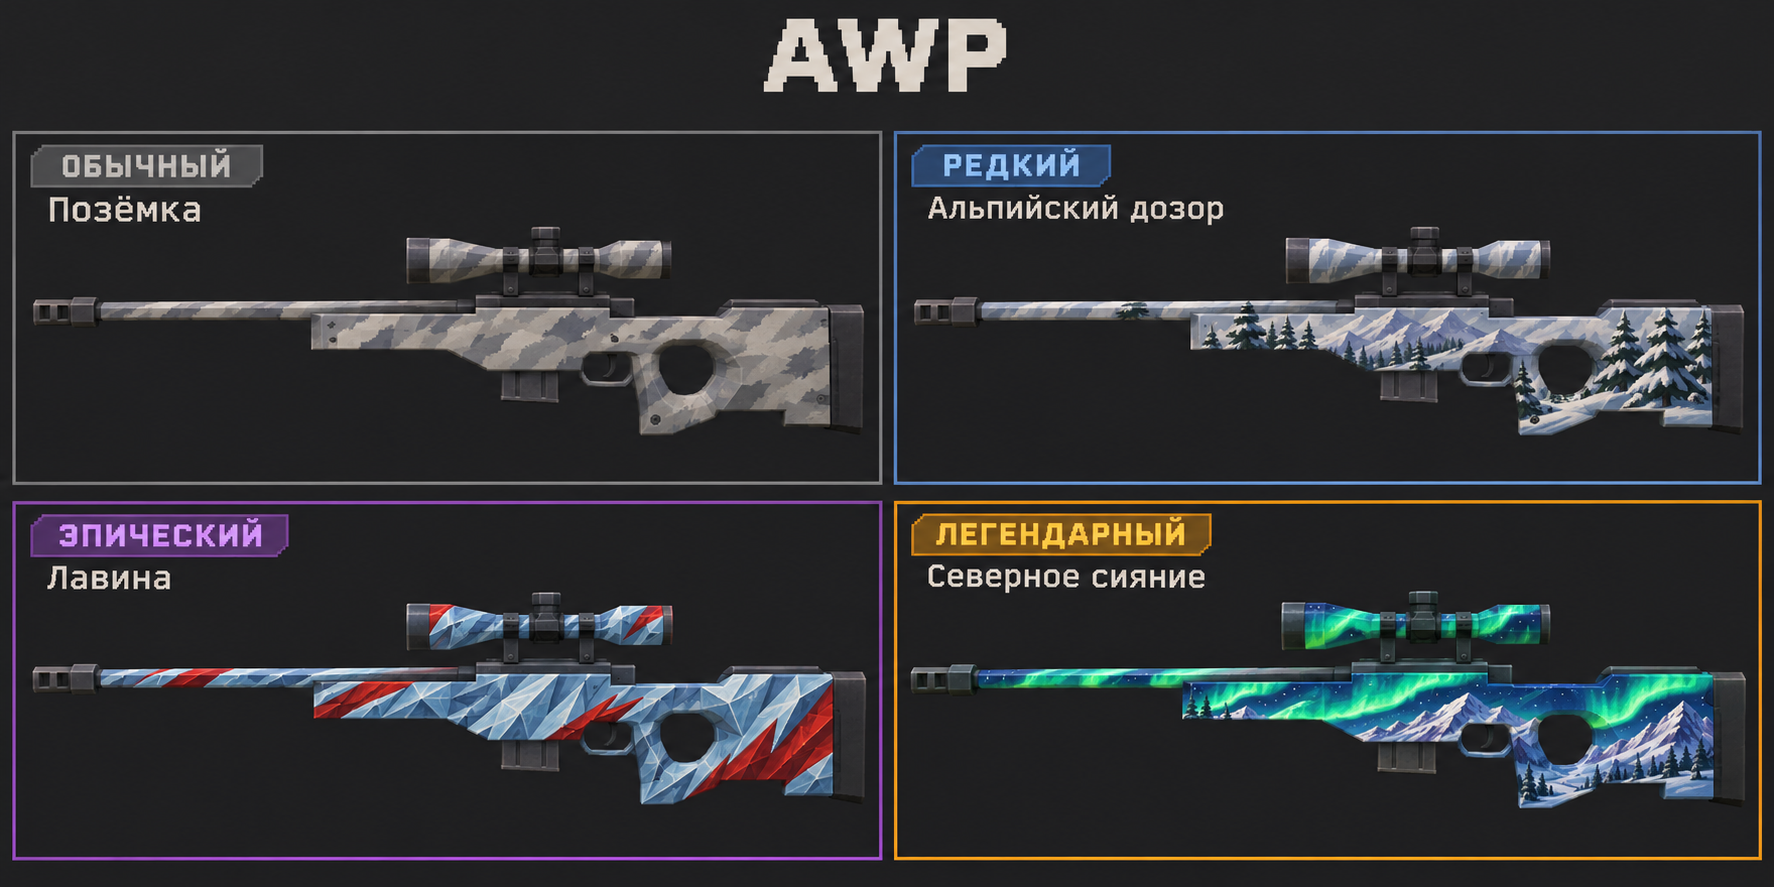 AWP
ОБЫЧНЫЙ
Позёмка
РЕДКИЙ
Альпийский дозор
ЭПИЧЕСКИЙ
Лавина
ЛЕГЕНДАРНЫЙ
Северное сияние